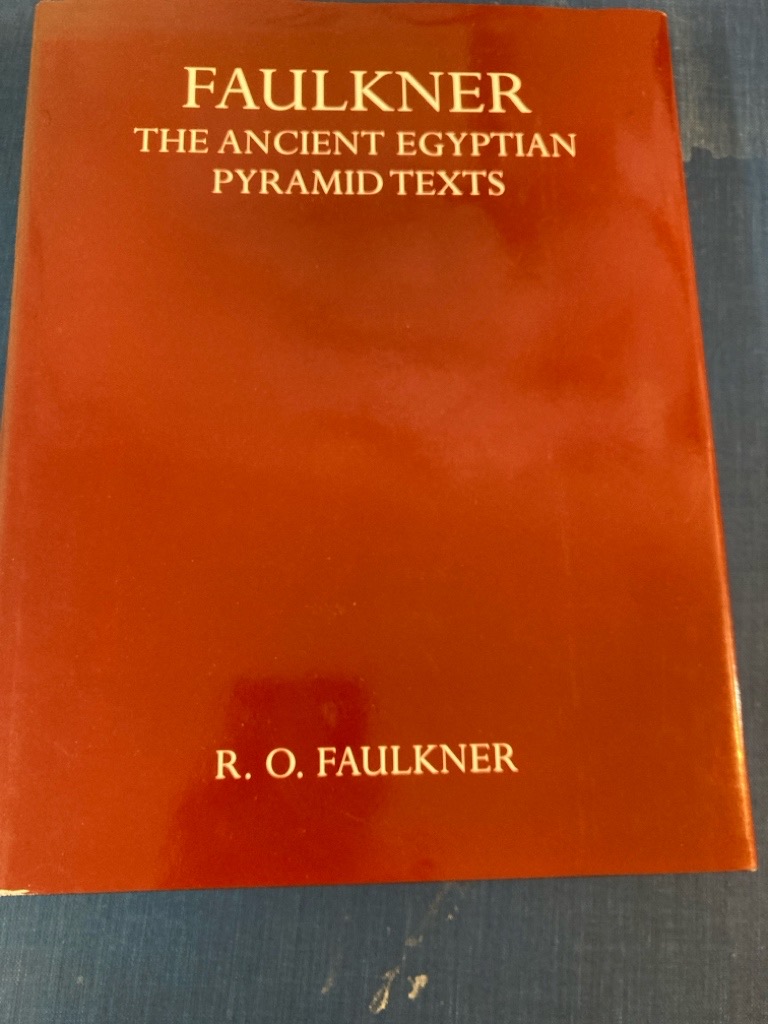 FAULKNER
THE ANCIENT EGYPTIAN
PYRAMID TEXTS
R. O. FAULKNER